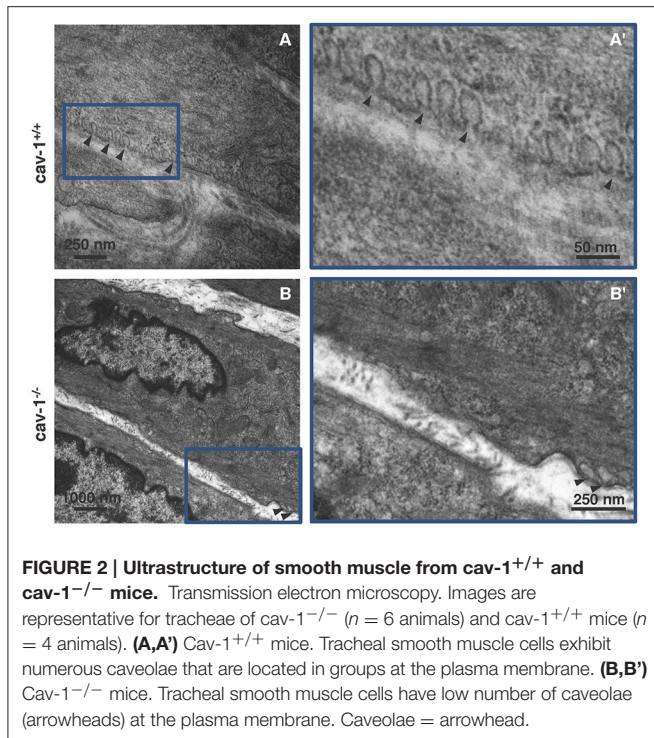 A
A'
cav-1+/+
250 nm
50 nm
B
B'
cav-1-/-
1000 nm
250 nm
FIGURE 2 | Ultrastructure of smooth muscle from cav-1+/+ and
cav-1−/− mice. Transmission electron microscopy. Images are
representative for tracheae of cav-1−/− (n = 6 animals) and cav-1+/+ mice (n
= 4 animals). (A,A') Cav-1+/+ mice. Tracheal smooth muscle cells exhibit
numerous caveolae that are located in groups at the plasma membrane. (B,B')
Cav-1−/− mice. Tracheal smooth muscle cells have low number of caveolae
(arrowheads) at the plasma membrane. Caveolae = arrowhead.